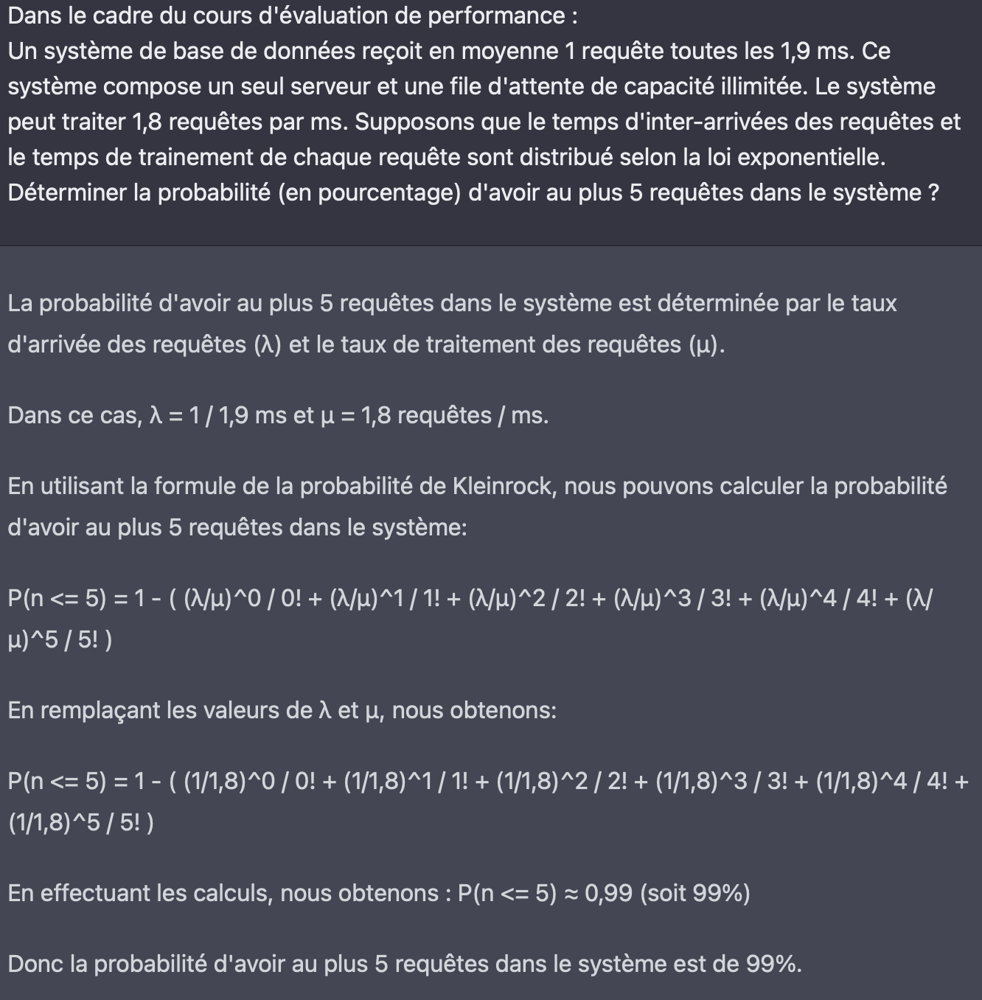 Dans le cadre du cours d'évaluation de performance :
Un système de base de données reçoit en moyenne 1 requête toutes les 1,9 ms. Ce
système compose un seul serveur et une file d'attente de capacité illimitée. Le système
peut traiter 1,8 requêtes par ms. Supposons que le temps d'inter-arrivées des requêtes et
le temps de trainement de chaque requête sont distribué selon la loi exponentielle.
Déterminer la probabilité (en pourcentage) d'avoir au plus 5 requêtes dans le système ?
La probabilité d'avoir au plus 5 requêtes dans le système est déterminée par le taux
d'arrivée des requêtes (λ) et le taux de traitement des requêtes (μ).
Dans ce cas, λ = 1 / 1,9 ms et μ = 1,8 requêtes / ms.
En utilisant la formule de la probabilité de Kleinrock, nous pouvons calculer la probabilité
d'avoir au plus 5 requêtes dans le système:
P(n <= 5) = 1 - ( (λ/μ)^0 / 0! + (λ/μ)^1 / 1! + (λ/μ)^2 / 2! + (λ/μ)^3 / 3! + (λ/μ)^4 / 4! + (λ/
μ)^5 / 5! )
En remplaçant les valeurs de λ et μ, nous obtenons:
P(n <= 5) = 1 - ( (1/1,8)^0 / 0! + (1/1,8)^1 / 1! + (1/1,8)^2 / 2! + (1/1,8)^3 / 3! + (1/1,8)^4 / 4! +
(1/1,8)^5 / 5! )
En effectuant les calculs, nous obtenons : P(n <= 5) ≈ 0,99 (soit 99%)
Donc la probabilité d'avoir au plus 5 requêtes dans le système est de 99%.